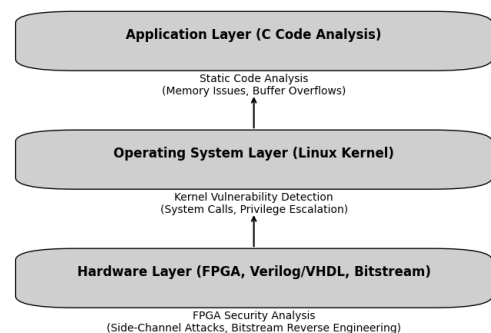 Application Layer (C Code Analysis)
Static Code Analysis
(Memory Issues, Buffer Overflows)
Operating System Layer (Linux Kernel)
Kernel Vulnerability Detection
(System Calls, Privilege Escalation)
Hardware Layer (FPGA, Verilog/VHDL, Bitstream)
FPGA Security Analysis
(Side-Channel Attacks, Bitstream Reverse Engineering)